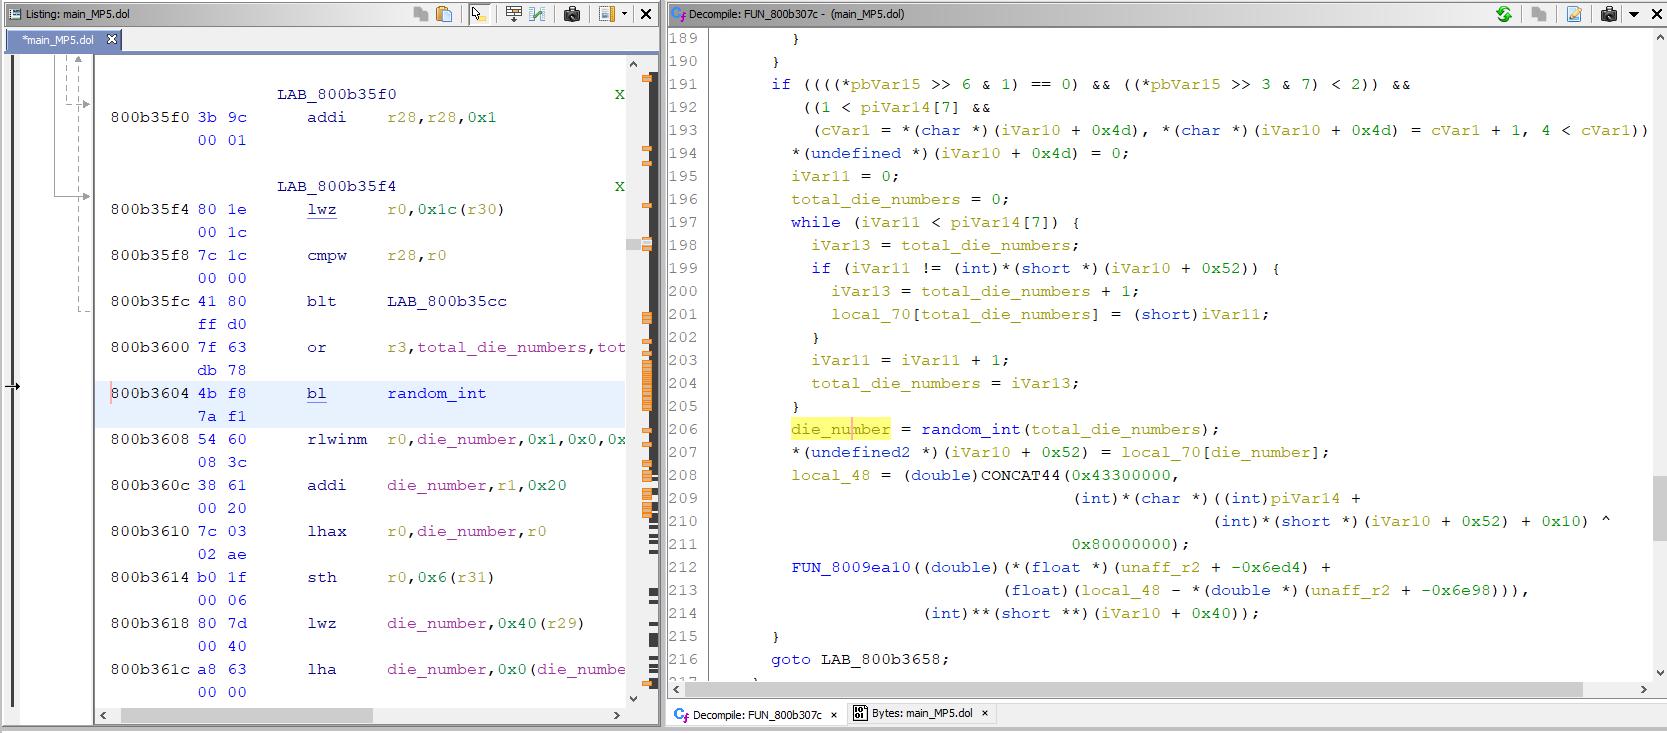 Listing: main_MP5.dol
*main_MP5.dol
LAB_800b35f0 X
800b35f0 3b 9c addi r28,r28,0x1
00 01
LAB_800b35f4 X
800b35f4 80 1e lwz r0,0x1c(r30)
00 1c
800b35f8 7c 1c cmpw r28,r0
00 00
800b35fc 41 80 blt LAB_800b35cc
ff d0
800b3600 7f 63 or r3,total_die_numbers,tot
db 78
800b3604 4b f8 bl random_int
7a f1
800b3608 54 60 rlwinm r0,die_number,0x1,0x0,0x
08 3c
800b360c 38 61 addi die_number,r1,0x20
00 20
800b3610 7c 03 lhax r0,die_number,r0
02 ae
800b3614 b0 1f sth r0,0x6(r31)
00 06
800b3618 80 7d lwz die_number,0x40(r29)
00 40
800b361c a8 63 lha die_number,0x0(die_numbe
00 00
Decompile: FUN_800b307c - (main_MP5.dol)
189 }
190 }
191 if ((((*pbVar15 >> 6 & 1) == 0) && ((*pbVar15 >> 3 & 7) < 2)) &&
192 ((1 < piVar14[7] &&
193 (cVar1 = *(char *)(iVar10 + 0x4d), *(char *)(iVar10 + 0x4d) = cVar1 + 1, 4 < cVar1))
194 *(undefined *)(iVar10 + 0x4d) = 0;
195 iVar11 = 0;
196 total_die_numbers = 0;
197 while (iVar11 < piVar14[7]) {
198 iVar13 = total_die_numbers;
199 if (iVar11 != (int)*(short *)(iVar10 + 0x52)) {
200 iVar13 = total_die_numbers + 1;
201 local_70[total_die_numbers] = (short)iVar11;
202 }
203 iVar11 = iVar11 + 1;
204 total_die_numbers = iVar13;
205 }
206 die_number = random_int(total_die_numbers);
207 *(undefined2 *)(iVar10 + 0x52) = local_70[die_number];
208 local_48 = (double)CONCAT44(0x43300000,
209 (int)*(char *)((int)piVar14 +
210 (int)*(short *)(iVar10 + 0x52) + 0x10) ^
211 0x80000000);
212 FUN_8009ea10((double)(*(float *)(unaff_r2 + -0x6ed4) +
213 (float)(local_48 - *(double *)(unaff_r2 + -0x6e98))),
214 (int)**(short **)(iVar10 + 0x40));
215 }
216 goto LAB_800b3658;
217
Decompile: FUN_800b307c × Bytes: main_MP5.dol ×